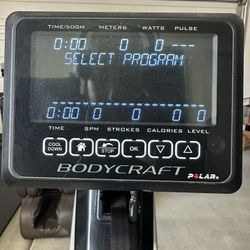 TIME/500M METERS WATTS PULSE
0:00 0 0 ---
SELECT PROGRAM
0:00 0 0 0 0
TIME SPM STROKES CALORIES LEVEL
COOL DOWN STOP OK
BODYCRAFT
POLAR